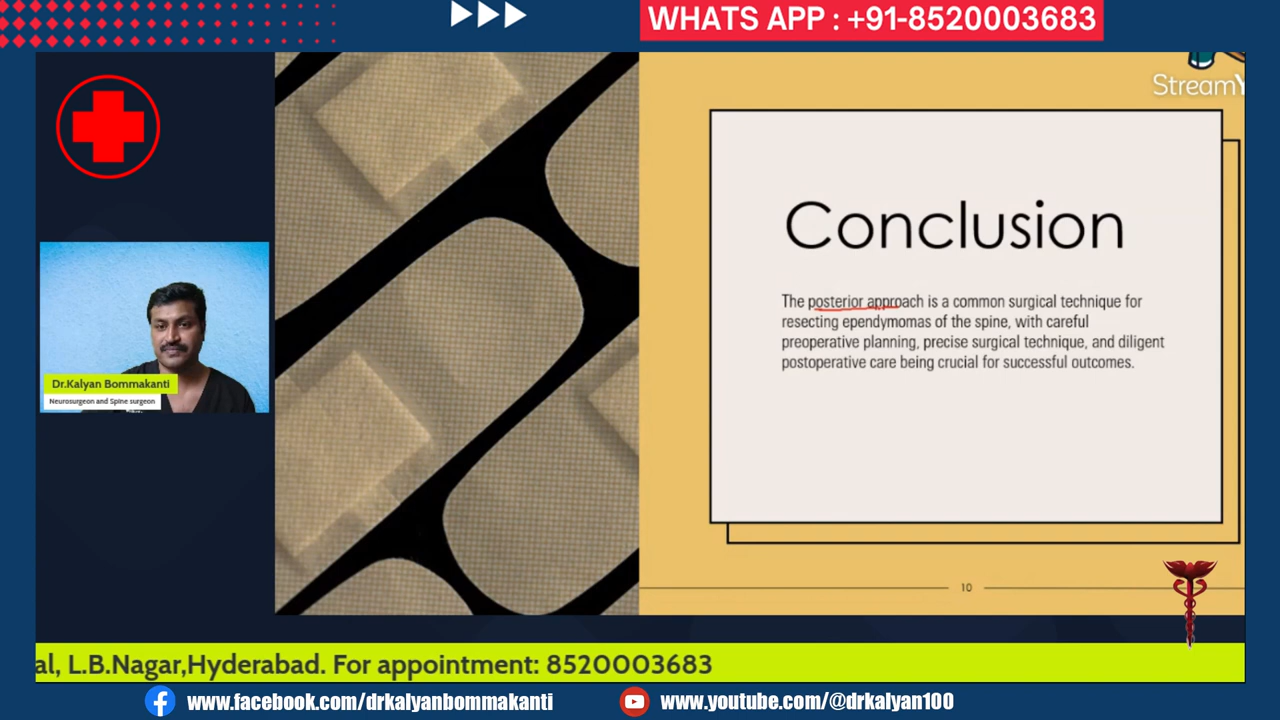 WHATS APP : +91-8520003683
Stream
Conclusion
The posterior approach is a common surgical technique for
resecting ependymomas of the spine, with careful
preoperative planning, precise surgical technique, and diligent
postoperative care being crucial for successful outcomes.
Dr.Kalyan Bommakanti
Neurosurgeon and Spine surgeon
10
al, L.B.Nagar,Hyderabad. For appointment: 8520003683
www.facebook.com/drkalyanbommakanti
www.youtube.com/@drkalyan100